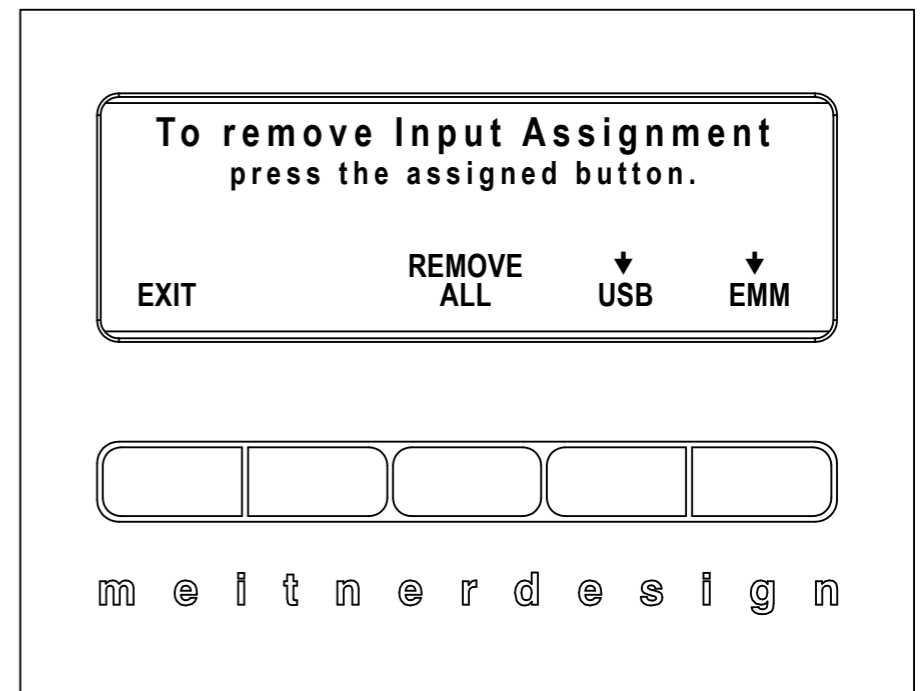 To remove Input Assignment
press the assigned button.
REMOVE
EXIT ALL USB EMM
meitnerdesign